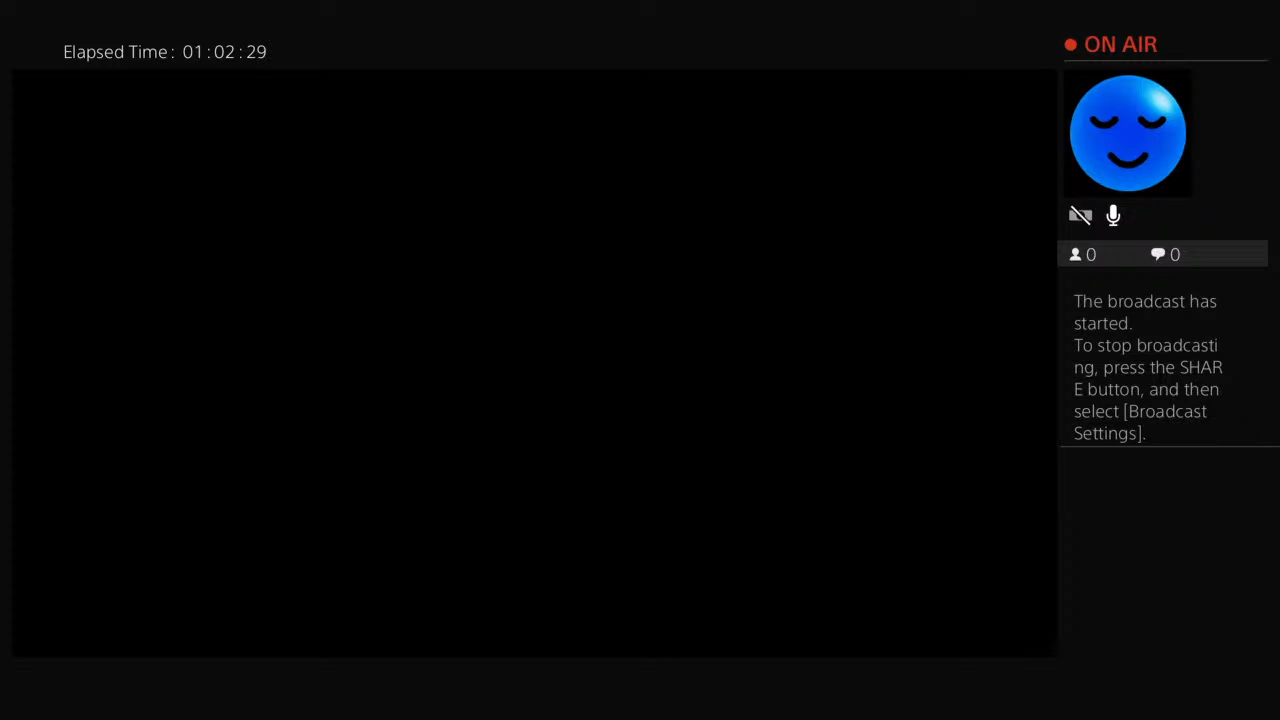 Elapsed Time: 01:02:29
ON AIR
0 0
The broadcast has
started.
To stop broadcasti
ng, press the SHAR
E button, and then
select [Broadcast
Settings].